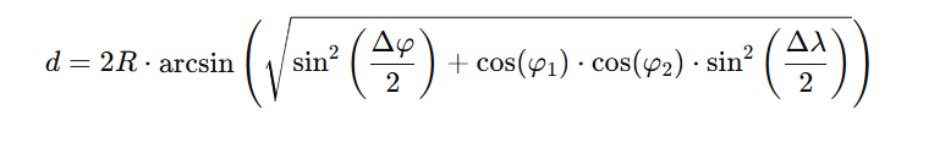 d = 2R · arcsin(√(sin²(Δφ/2) + cos(φ₁) · cos(φ₂) · sin²(Δλ/2)))